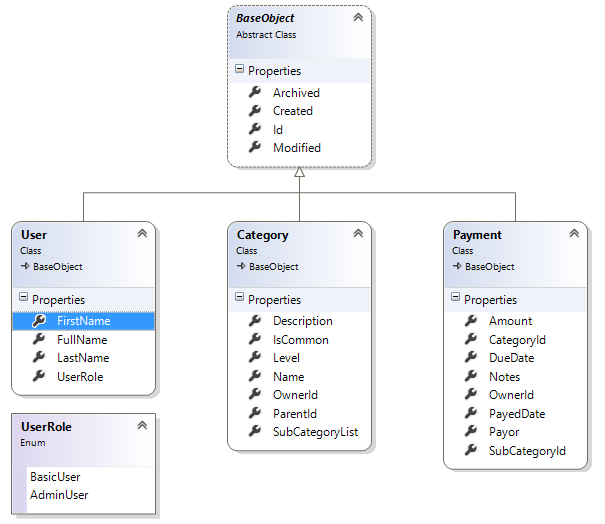 BaseObject
Abstract Class
Properties
Archived
Created
Id
Modified
User
Class
BaseObject
Properties
FirstName
FullName
LastName
UserRole
Category
Class
BaseObject
Properties
Description
IsCommon
Level
Name
OwnerId
ParentId
SubCategoryList
Payment
Class
BaseObject
Properties
Amount
CategoryId
DueDate
Notes
OwnerId
PayedDate
Payor
SubCategoryId
UserRole
Enum
BasicUser
AdminUser